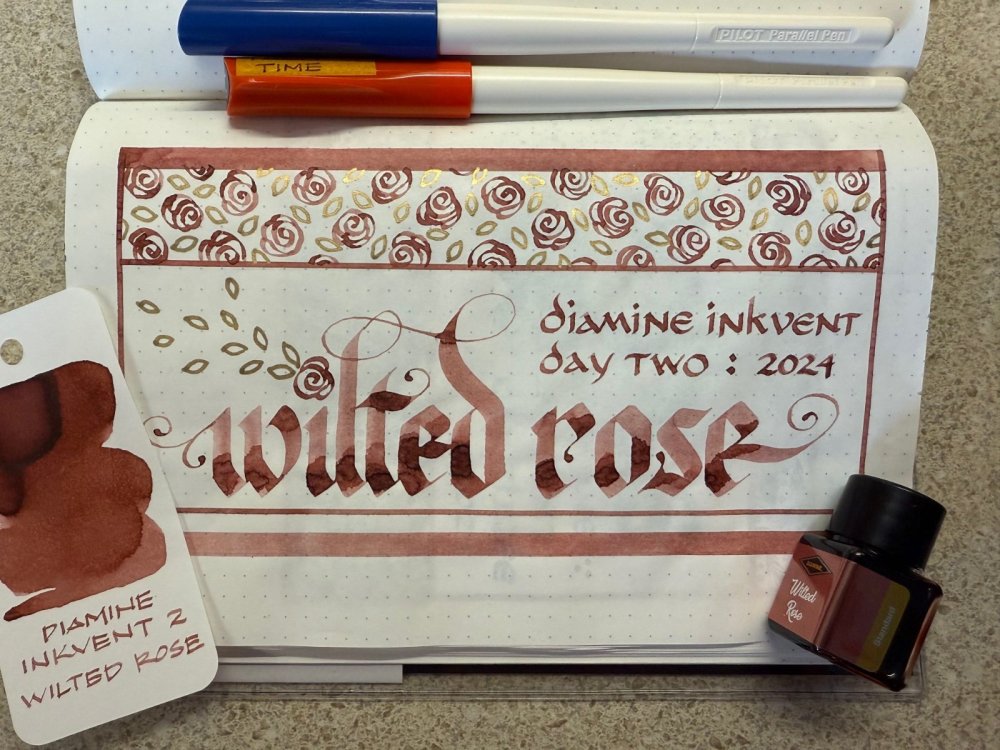 PILOT Parallel Pen
TIME
diamine inkvent
day two : 2024
wilted rose
DIAMINE
INKVENT 2
WILTED ROSE
Wilted
Rose